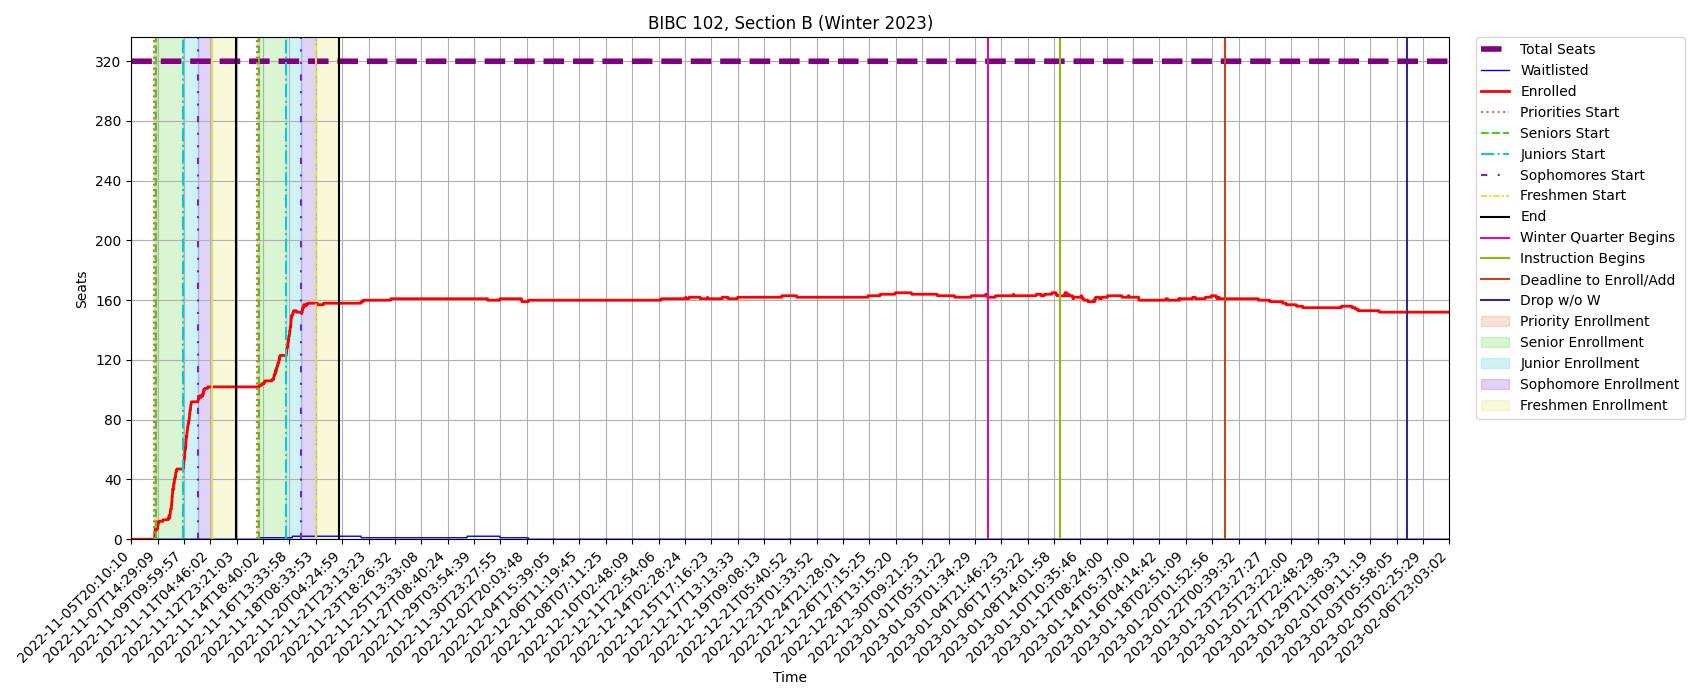 BIBC 102, Section B (Winter 2023)
Seats
320
280
240
200
160
120
80
40
0
2022-11-05T20:10:10
2022-11-07T14:29:09
2022-11-09T09:59:57
2022-11-11T04:46:02
2022-11-12T23:21:03
2022-11-14T18:40:02
2022-11-16T13:33:58
2022-11-18T08:33:53
2022-11-20T04:24:59
2022-11-21T23:13:23
2022-11-23T18:26:32
2022-11-25T13:33:08
2022-11-27T08:40:24
2022-11-29T03:54:39
2022-11-30T23:27:55
2022-12-02T20:03:48
2022-12-04T15:39:05
2022-12-06T11:19:45
2022-12-08T07:11:25
2022-12-10T02:48:09
2022-12-11T22:54:06
2022-12-14T02:28:24
2022-12-15T17:16:23
2022-12-17T13:13:33
2022-12-19T09:08:13
2022-12-21T05:40:52
2022-12-23T01:33:52
2022-12-24T21:28:01
2022-12-26T17:15:25
2022-12-28T13:15:20
2022-12-30T09:21:25
2023-01-01T05:31:22
2023-01-03T01:34:29
2023-01-04T21:46:23
2023-01-06T17:53:22
2023-01-08T14:01:58
2023-01-10T10:35:46
2023-01-12T08:24:00
2023-01-14T05:37:00
2023-01-16T04:14:42
2023-01-18T02:51:09
2023-01-20T01:52:56
2023-01-22T00:39:32
2023-01-23T23:27:27
2023-01-25T23:22:00
2023-01-27T22:48:29
2023-01-29T21:38:33
2023-02-01T09:11:19
2023-02-03T05:58:05
2023-02-05T02:25:29
2023-02-06T23:03:02
Time
Total Seats
Waitlisted
Enrolled
Priorities Start
Seniors Start
Juniors Start
Sophomores Start
Freshmen Start
End
Winter Quarter Begins
Instruction Begins
Deadline to Enroll/Add
Drop w/o W
Priority Enrollment
Senior Enrollment
Junior Enrollment
Sophomore Enrollment
Freshmen Enrollment